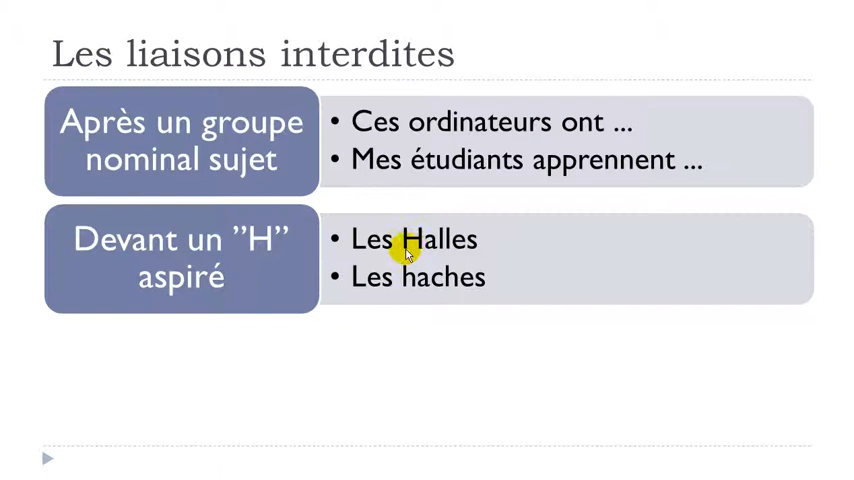 Les liaisons interdites
Après un groupe
nominal sujet
• Ces ordinateurs ont ...
• Mes étudiants apprennent ...
Devant un ”H”
aspiré
• Les Halles
• Les haches